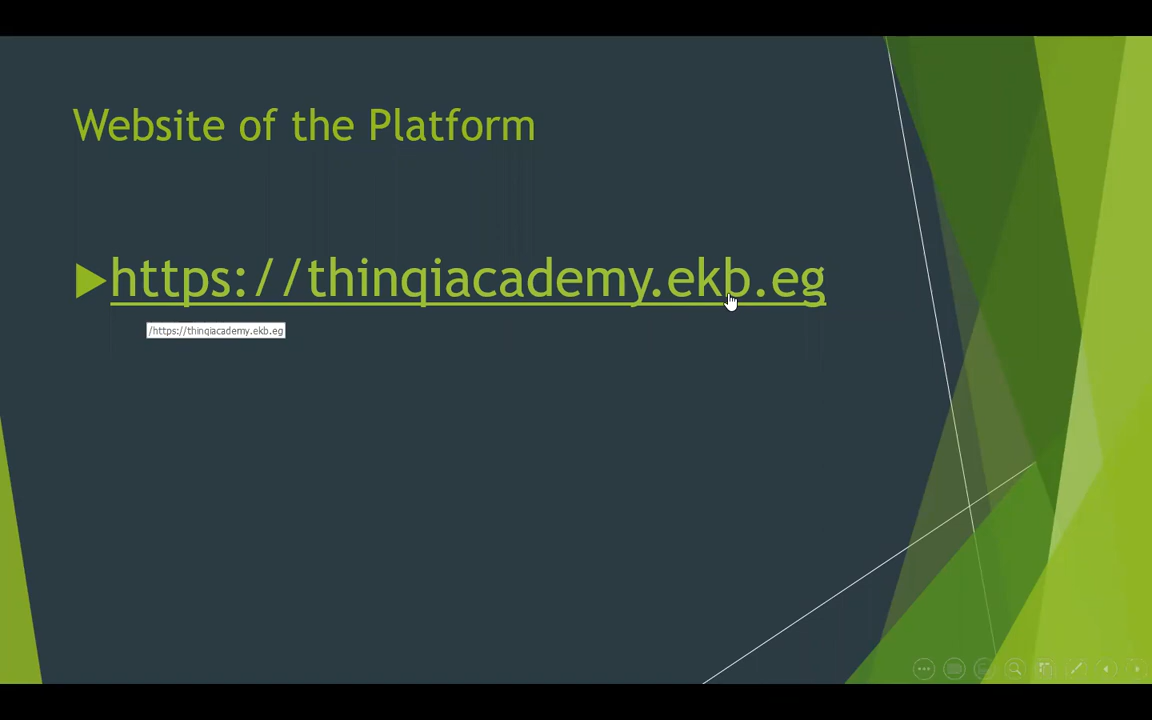 Website of the Platform
https://thinqiacademy.ekb.eg
/https://thinqiacademy.ekb.eg